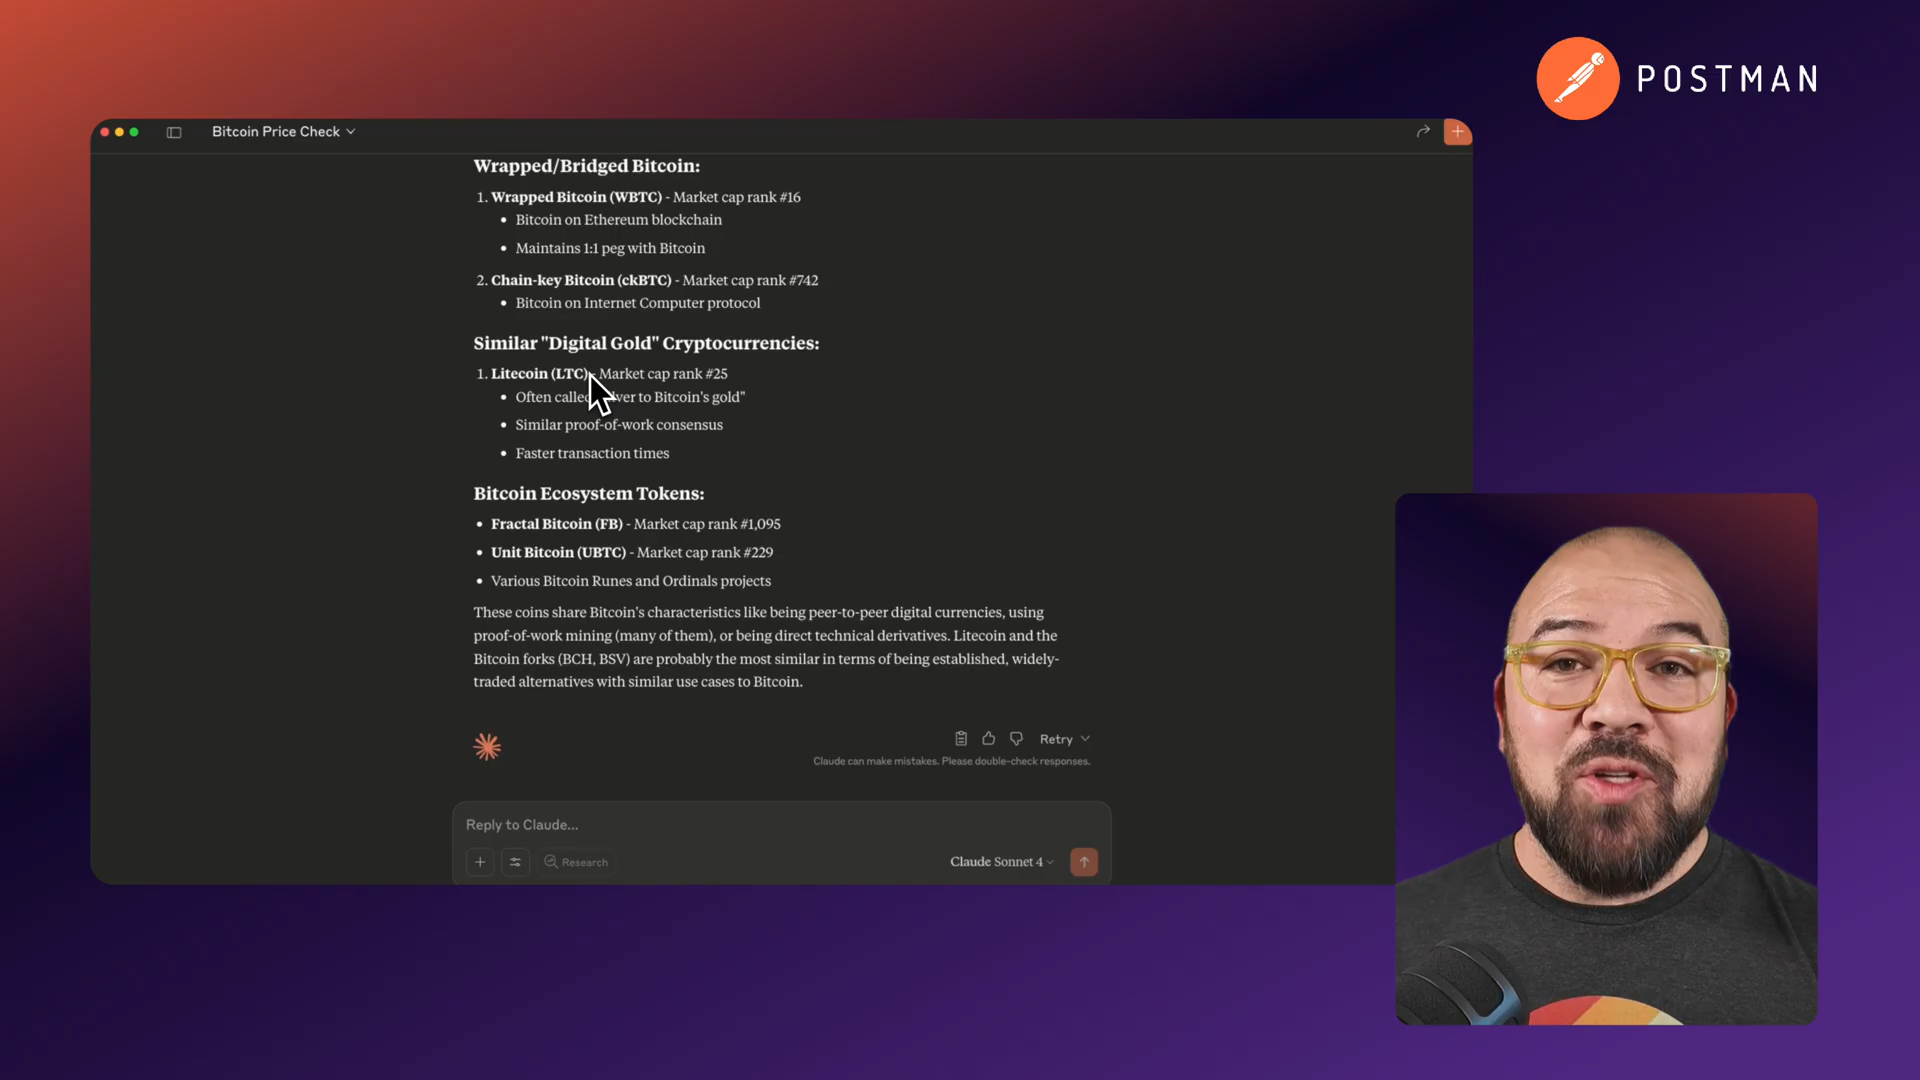 POSTMAN
Bitcoin Price Check
Wrapped/Bridged Bitcoin:
1. Wrapped Bitcoin (WBTC) - Market cap rank #16
• Bitcoin on Ethereum blockchain
• Maintains 1:1 peg with Bitcoin
2. Chain-key Bitcoin (ckBTC) - Market cap rank #742
• Bitcoin on Internet Computer protocol
Similar "Digital Gold" Cryptocurrencies:
1. Litecoin (LTC) - Market cap rank #25
• Often called to Bitcoin's gold"
• Similar proof-of-work consensus
• Faster transaction times
Bitcoin Ecosystem Tokens:
• Fractal Bitcoin (FB) - Market cap rank #1,095
• Unit Bitcoin (UBTC) - Market cap rank #229
• Various Bitcoin Runes and Ordinals projects
These coins share Bitcoin's characteristics like being peer-to-peer digital currencies, using
proof-of-work mining (many of them), or being direct technical derivatives. Litecoin and the
Bitcoin forks (BCH, BSV) are probably the most similar in terms of being established, widely-
traded alternatives with similar use cases to Bitcoin.
Retry
Claude can make mistakes. Please double-check responses.
Reply to Claude...
Research
Claude Sonnet 4